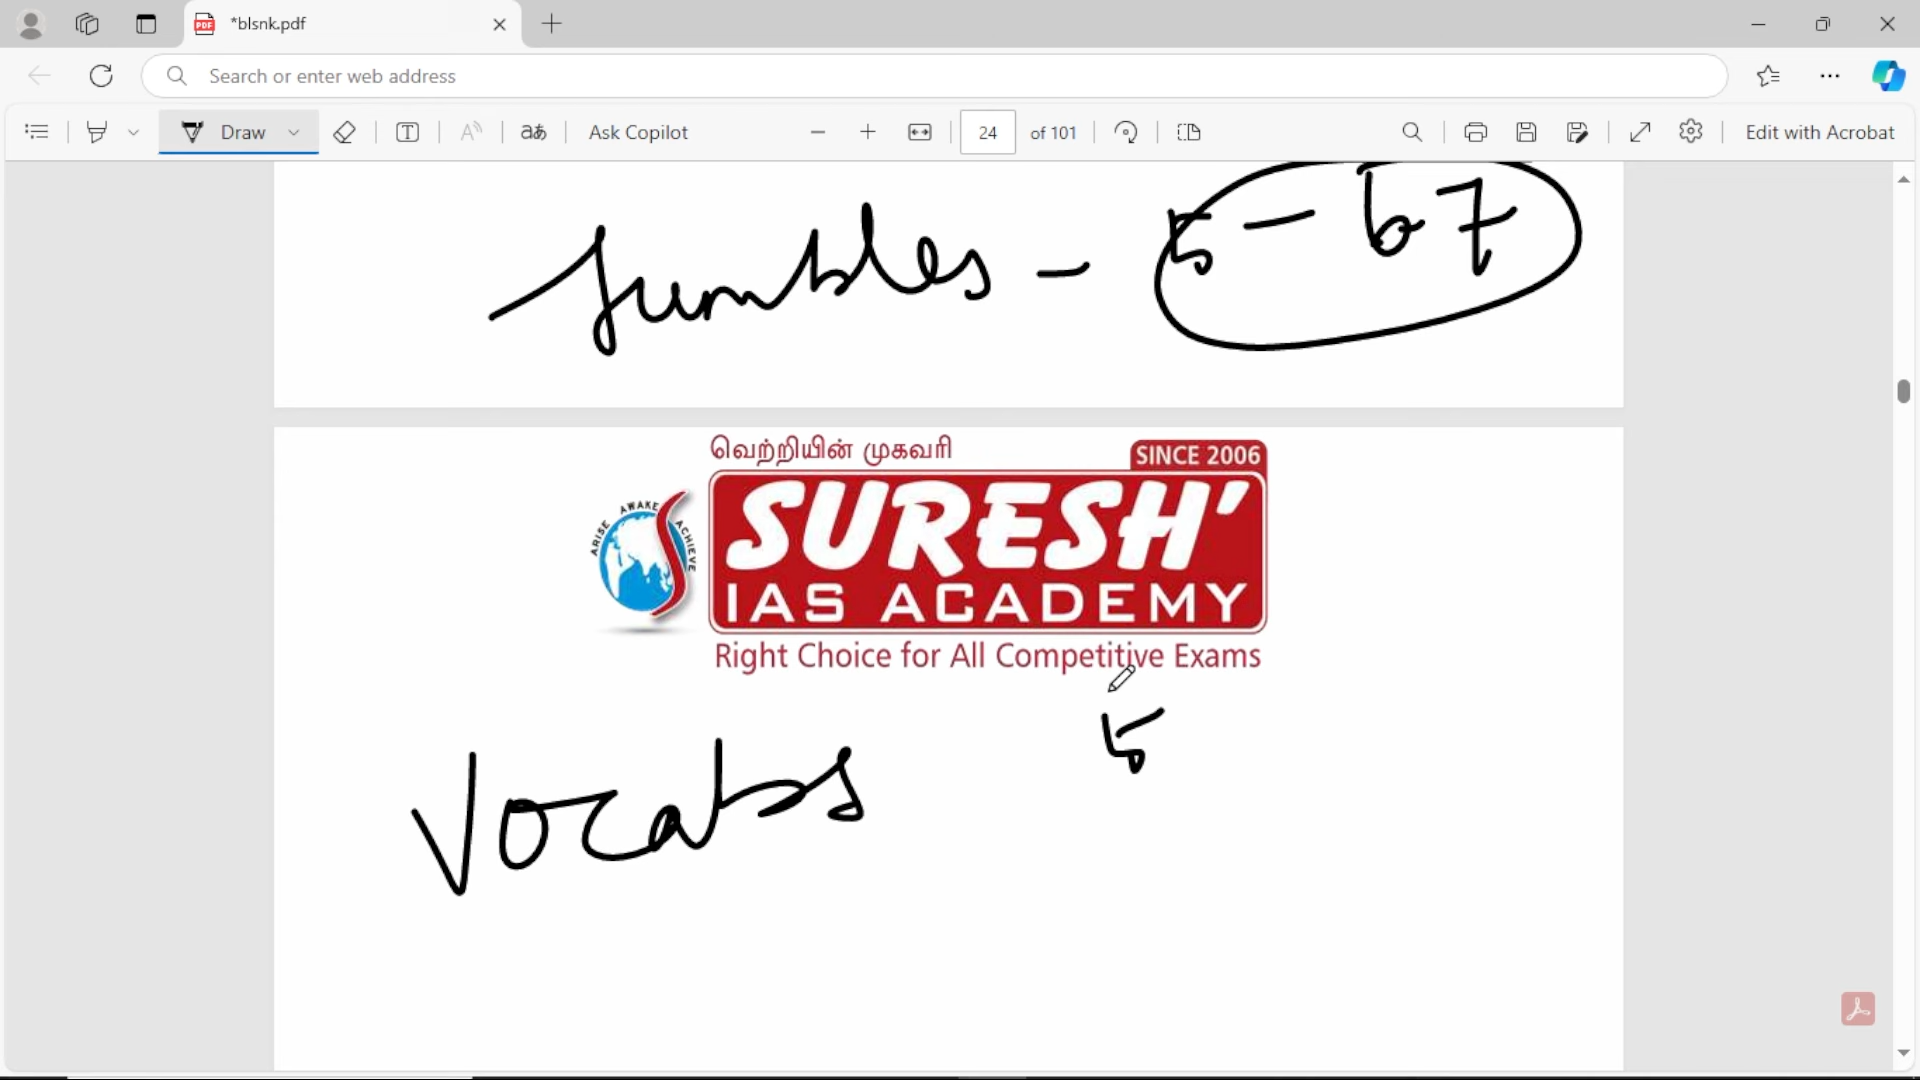 *blsnk.pdf
Search or enter web address
Draw
Ask Copilot
24 of 101
Edit with Acrobat
Jumbles - 5 - 67
வெற்றியின் முகவரி
SINCE 2006
ARISE AWAKE ACHIEVE
SURESH'
IAS ACADEMY
Right Choice for All Competitive Exams
5
Vocabs